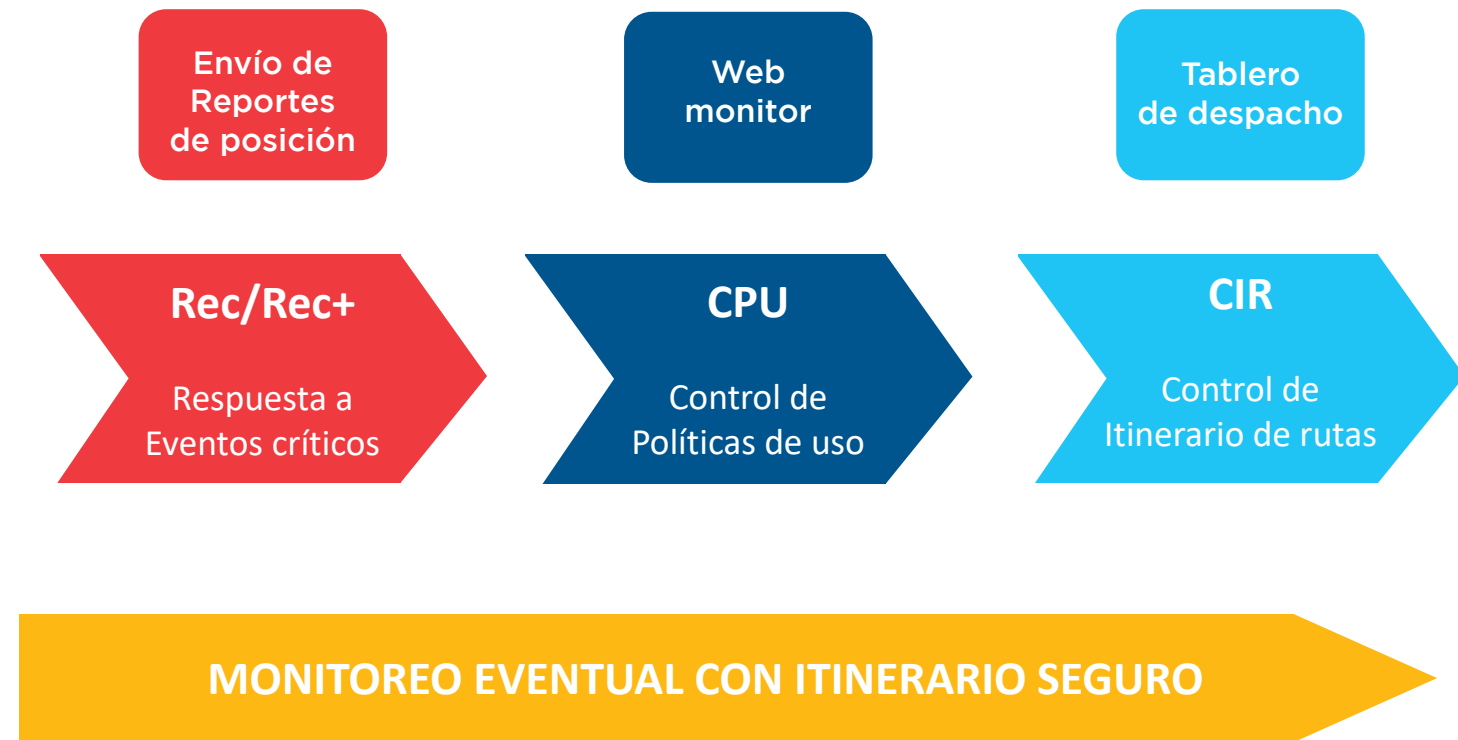 Envío de
Reportes
de posición
Web
monitor
Tablero
de despacho
Rec/Rec+
Respuesta a
Eventos críticos
CPU
Control de
Políticas de uso
CIR
Control de
Itinerario de rutas
MONITOREO EVENTUAL CON ITINERARIO SEGURO